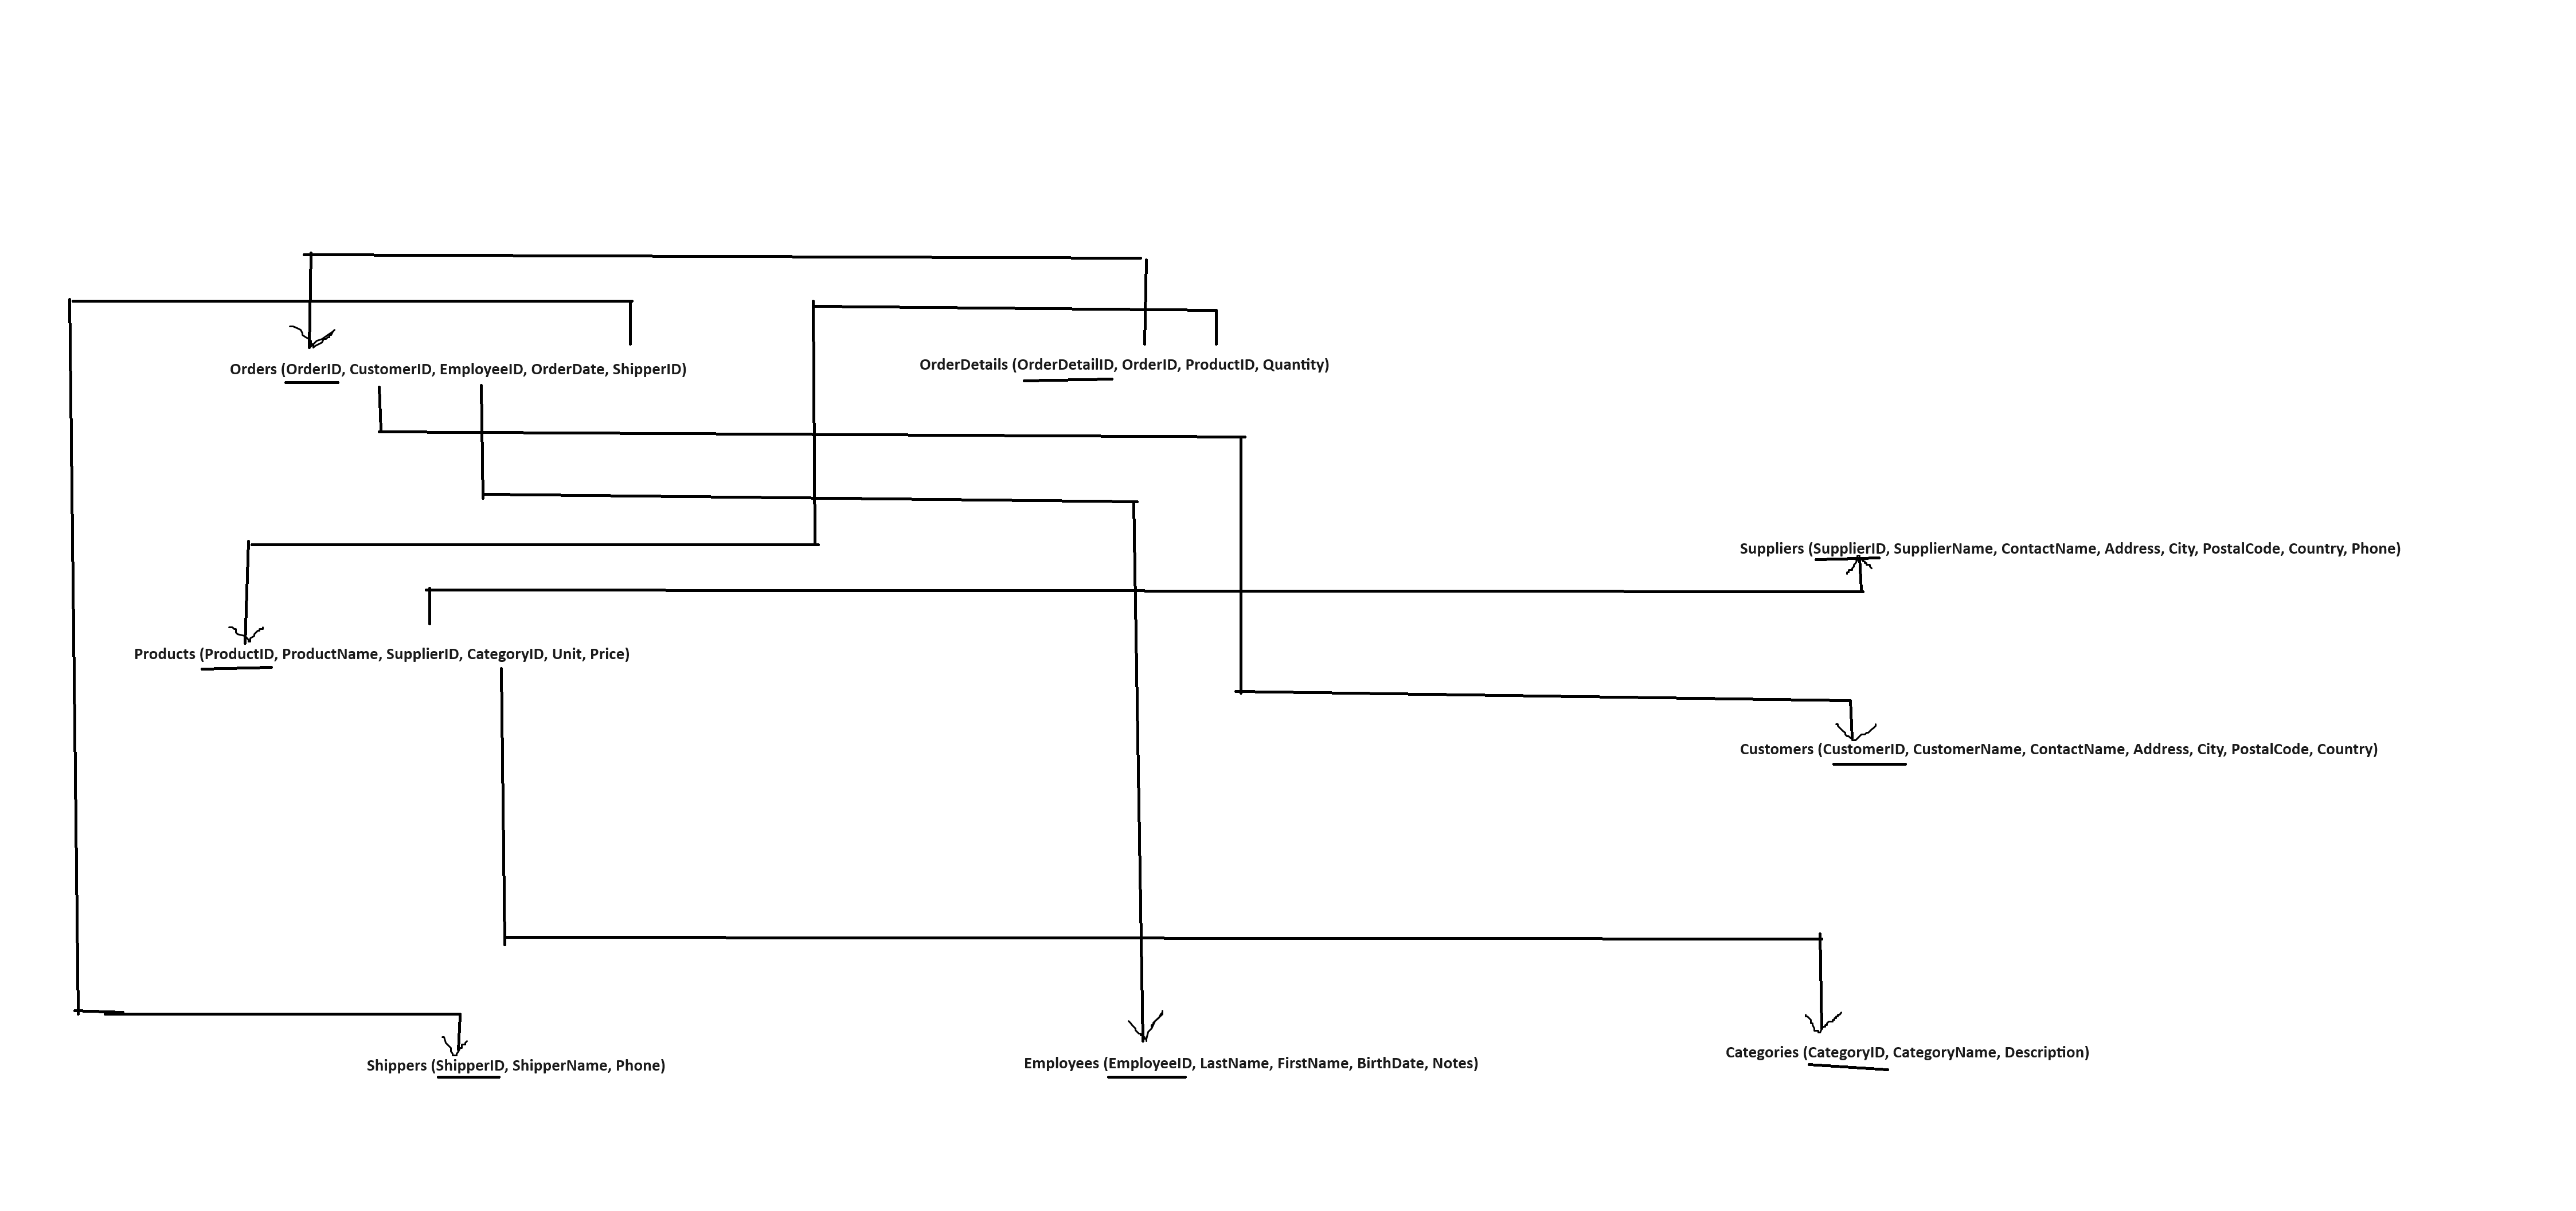 Orders (OrderID, CustomerID, EmployeeID, OrderDate, ShipperID)
OrderDetails (OrderDetailID, OrderID, ProductID, Quantity)
Suppliers (SupplierID, SupplierName, ContactName, Address, City, PostalCode, Country, Phone)
Products (ProductID, ProductName, SupplierID, CategoryID, Unit, Price)
Customers (CustomerID, CustomerName, ContactName, Address, City, PostalCode, Country)
Shippers (ShipperID, ShipperName, Phone)
Employees (EmployeeID, LastName, FirstName, BirthDate, Notes)
Categories (CategoryID, CategoryName, Description)